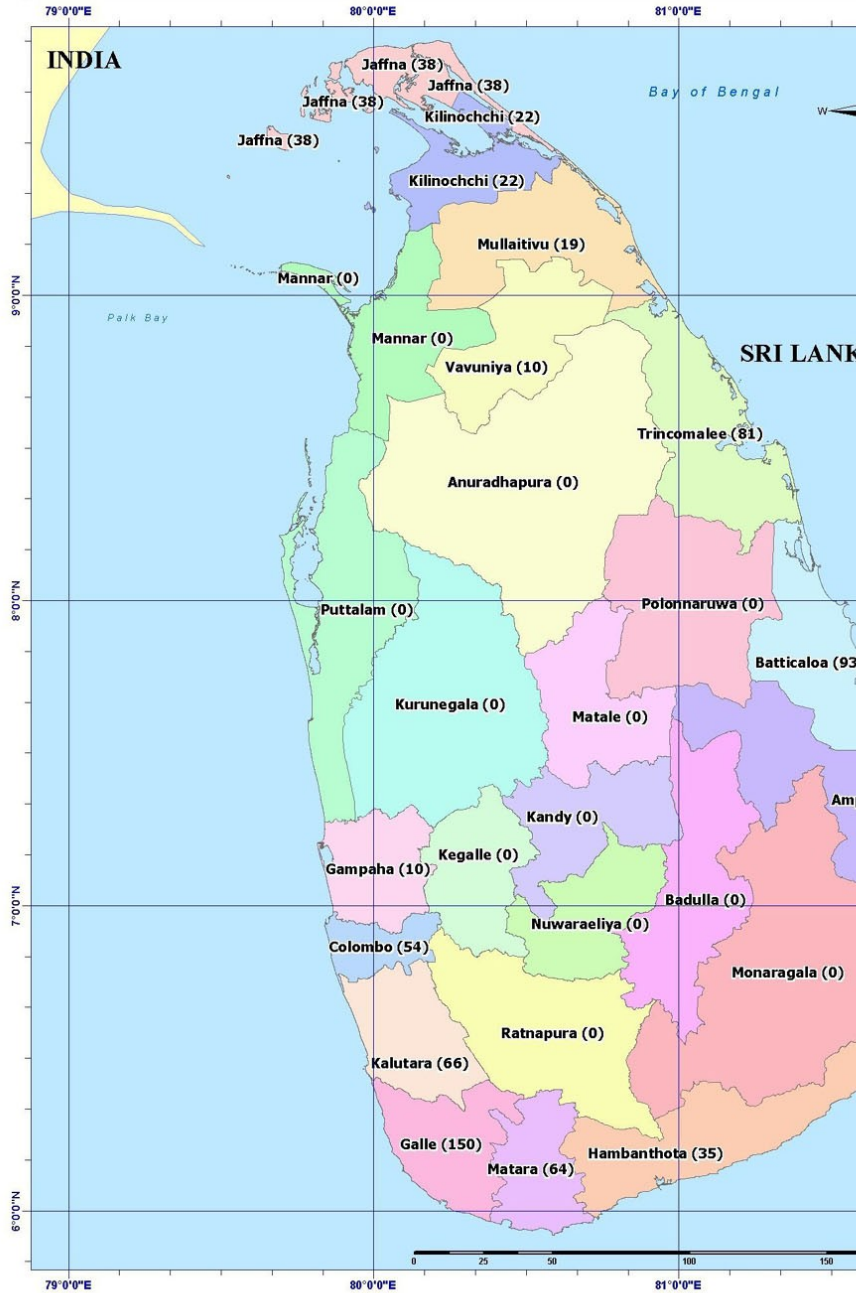 79°0'0"E 80°0'0"E 81°0'0"E
INDIA
Jaffna (38)
Jaffna (38)
Jaffna (38)
Bay of Bengal
Kilinochchi (22)
W
Jaffna (38)
Kilinochchi (22)
Mullaitivu (19)
Mannar (0)
9°0'0"N
Palk Bay
Mannar (0)
SRI LANK
Vavuniya (10)
Trincomalee (81)
Anuradhapura (0)
8°0'0"N
Polonnaruwa (0)
Puttalam (0)
Batticaloa (93
Kurunegala (0)
Matale (0)
Amp
Kandy (0)
Kegalle (0)
Gampaha (10)
7°0'0"N
Badulla (0)
Nuwaraeliya (0)
Colombo (54)
Monaragala (0)
Ratnapura (0)
Kalutara (66)
Galle (150)
Hambanthota (35)
Matara (64)
6°0'0"N
0 25 50 100 150
79°0'0"E 80°0'0"E 81°0'0"E